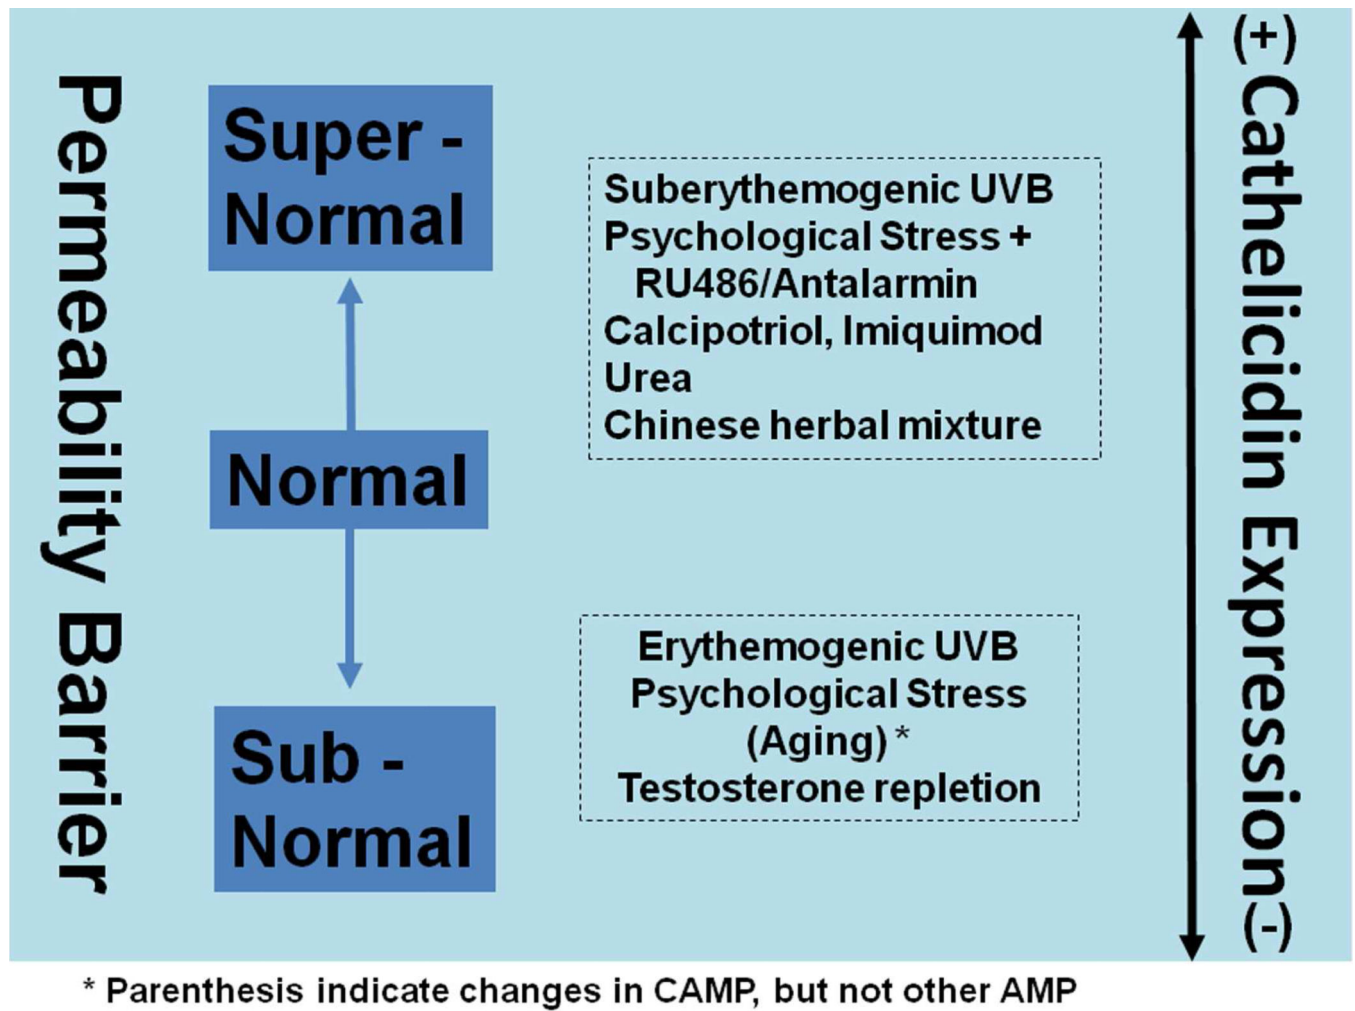 Permeability Barrier
Super -
Normal
Normal
Sub -
Normal
Suberythemogenic UVB
Psychological Stress +
RU486/Antalarmin
Calcipotriol, Imiquimod
Urea
Chinese herbal mixture
Erythemogenic UVB
Psychological Stress
(Aging) *
Testosterone repletion
(+) Cathelicidin Expression (-)
* Parenthesis indicate changes in CAMP, but not other AMP